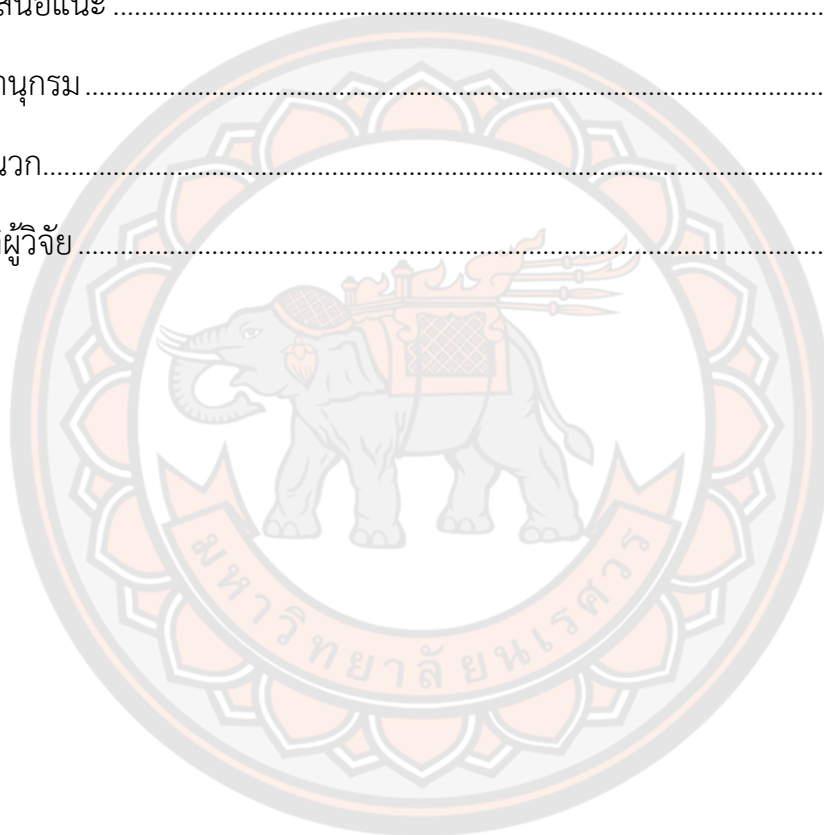 สนอแนะ ........................................................................................................
านุกรม ........................................................................................................
นวก........................................................................................................
ผู้วิจัย ........................................................................................................
มหาวิทยาลัยนเรศวร